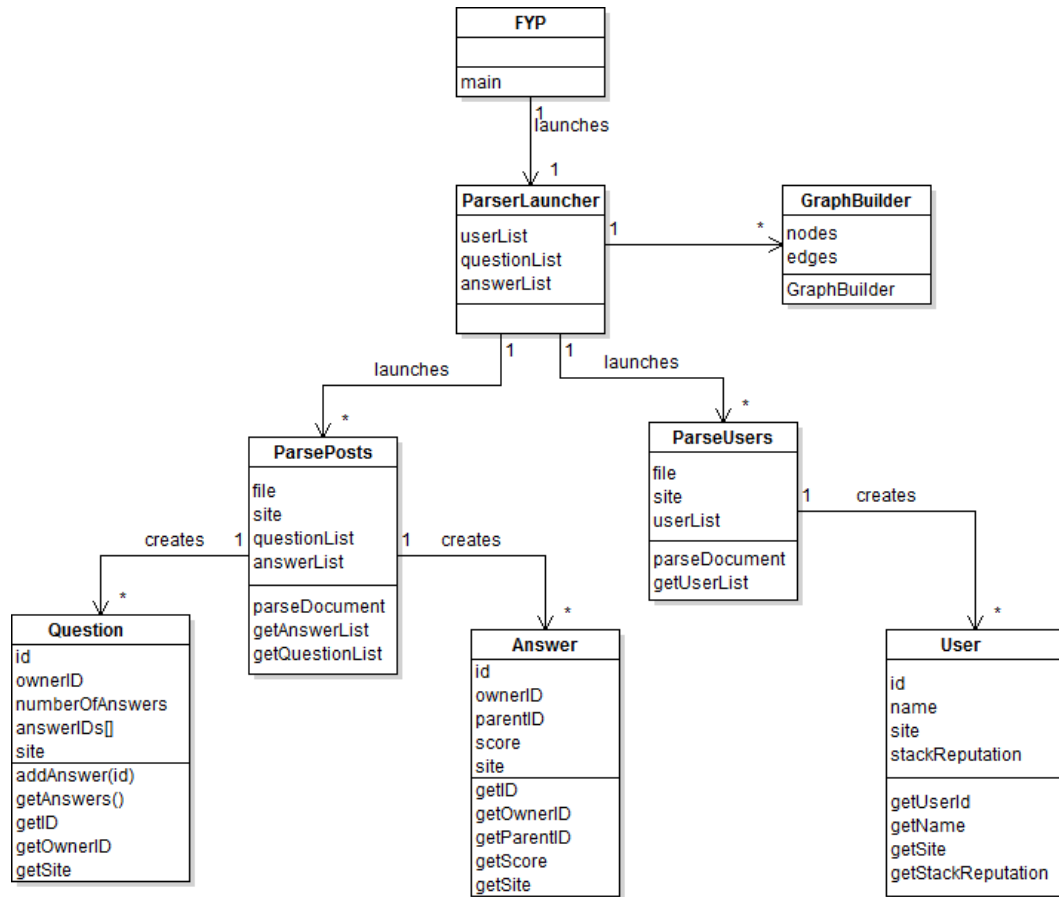 FYP
main
1
launches
1
ParserLauncher
userList
questionList
answerList
1
*
GraphBuilder
nodes
edges
GraphBuilder
1
1
launches
launches
*
*
ParsePosts
file
site
questionList
answerList
parseDocument
getAnswerList
getQuestionList
ParseUsers
file
site
userList
parseDocument
getUserList
1
creates
creates
1
1
creates
*
*
*
Question
id
ownerID
numberOfAnswers
answerIDs[]
site
addAnswer(id)
getAnswers()
getID
getOwnerID
getSite
Answer
id
ownerID
parentID
score
site
getID
getOwnerID
getParentID
getScore
getSite
User
id
name
site
stackReputation
getUserId
getName
getSite
getStackReputation